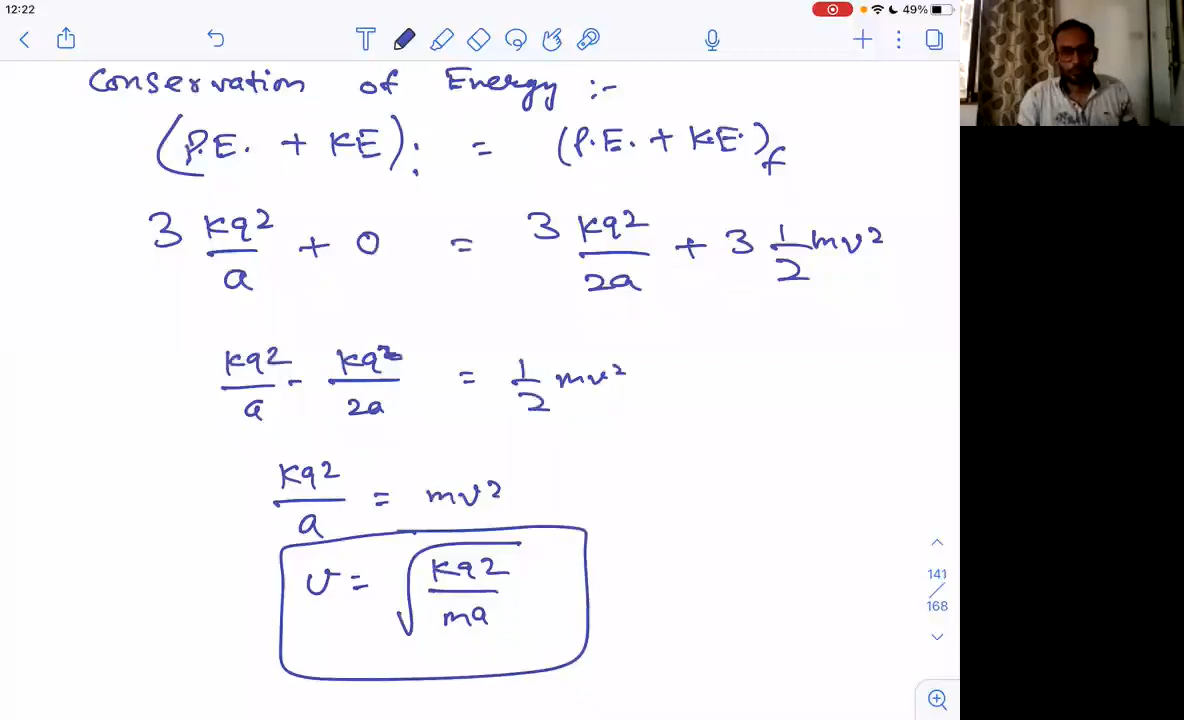 12:22 49%
T
Conservation of Energy :-
(P.E. + KE)i = (P.E. + K.E.)f
3 kq²/a + 0 = 3 kq²/2a + 3 1/2 mv²
kq²/a - kq²/2a = 1/2 mv²
kq²/a = mv²
v = √(kq²/ma)
141
/
168